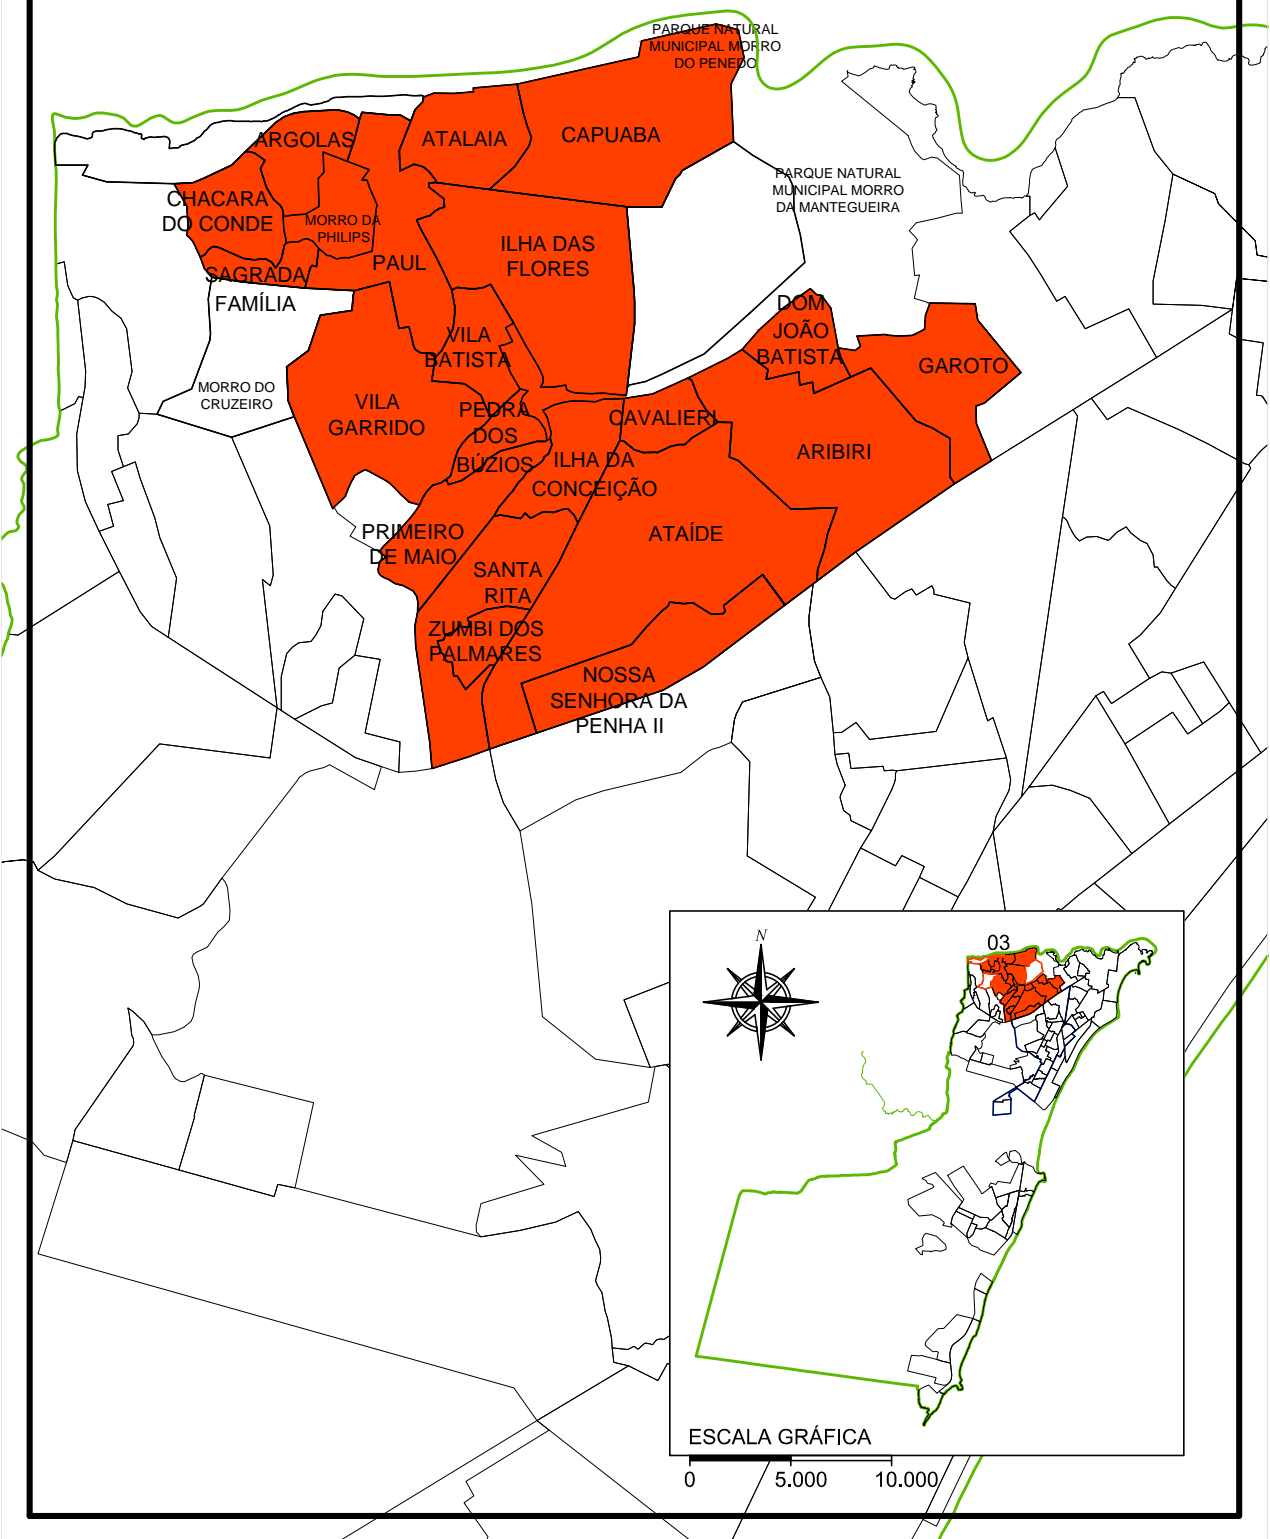 PARQUE NATURAL
MUNICIPAL MORRO
DO PENEDO
ARGOLAS
ATALAIA
CAPUABA
PARQUE NATURAL
MUNICIPAL MORRO
DA MANTEGUEIRA
CHACARA
DO CONDE
MORRO DA
PHILIPS
PAUL
ILHA DAS
FLORES
SAGRADA
FAMÍLIA
DOM
JOÃO
BATISTA
VILA
BATISTA
GAROTO
MORRO DO
CRUZEIRO
VILA
GARRIDO
PEDRA
DOS
BÚZIOS
CAVALIERI
ARIBIRI
ILHA DA
CONCEIÇÃO
PRIMEIRO
DE MAIO
ATAÍDE
SANTA
RITA
ZUMBI DOS
PALMARES
NOSSA
SENHORA DA
PENHA II
N
03
ESCALA GRÁFICA
0 5.000 10.000